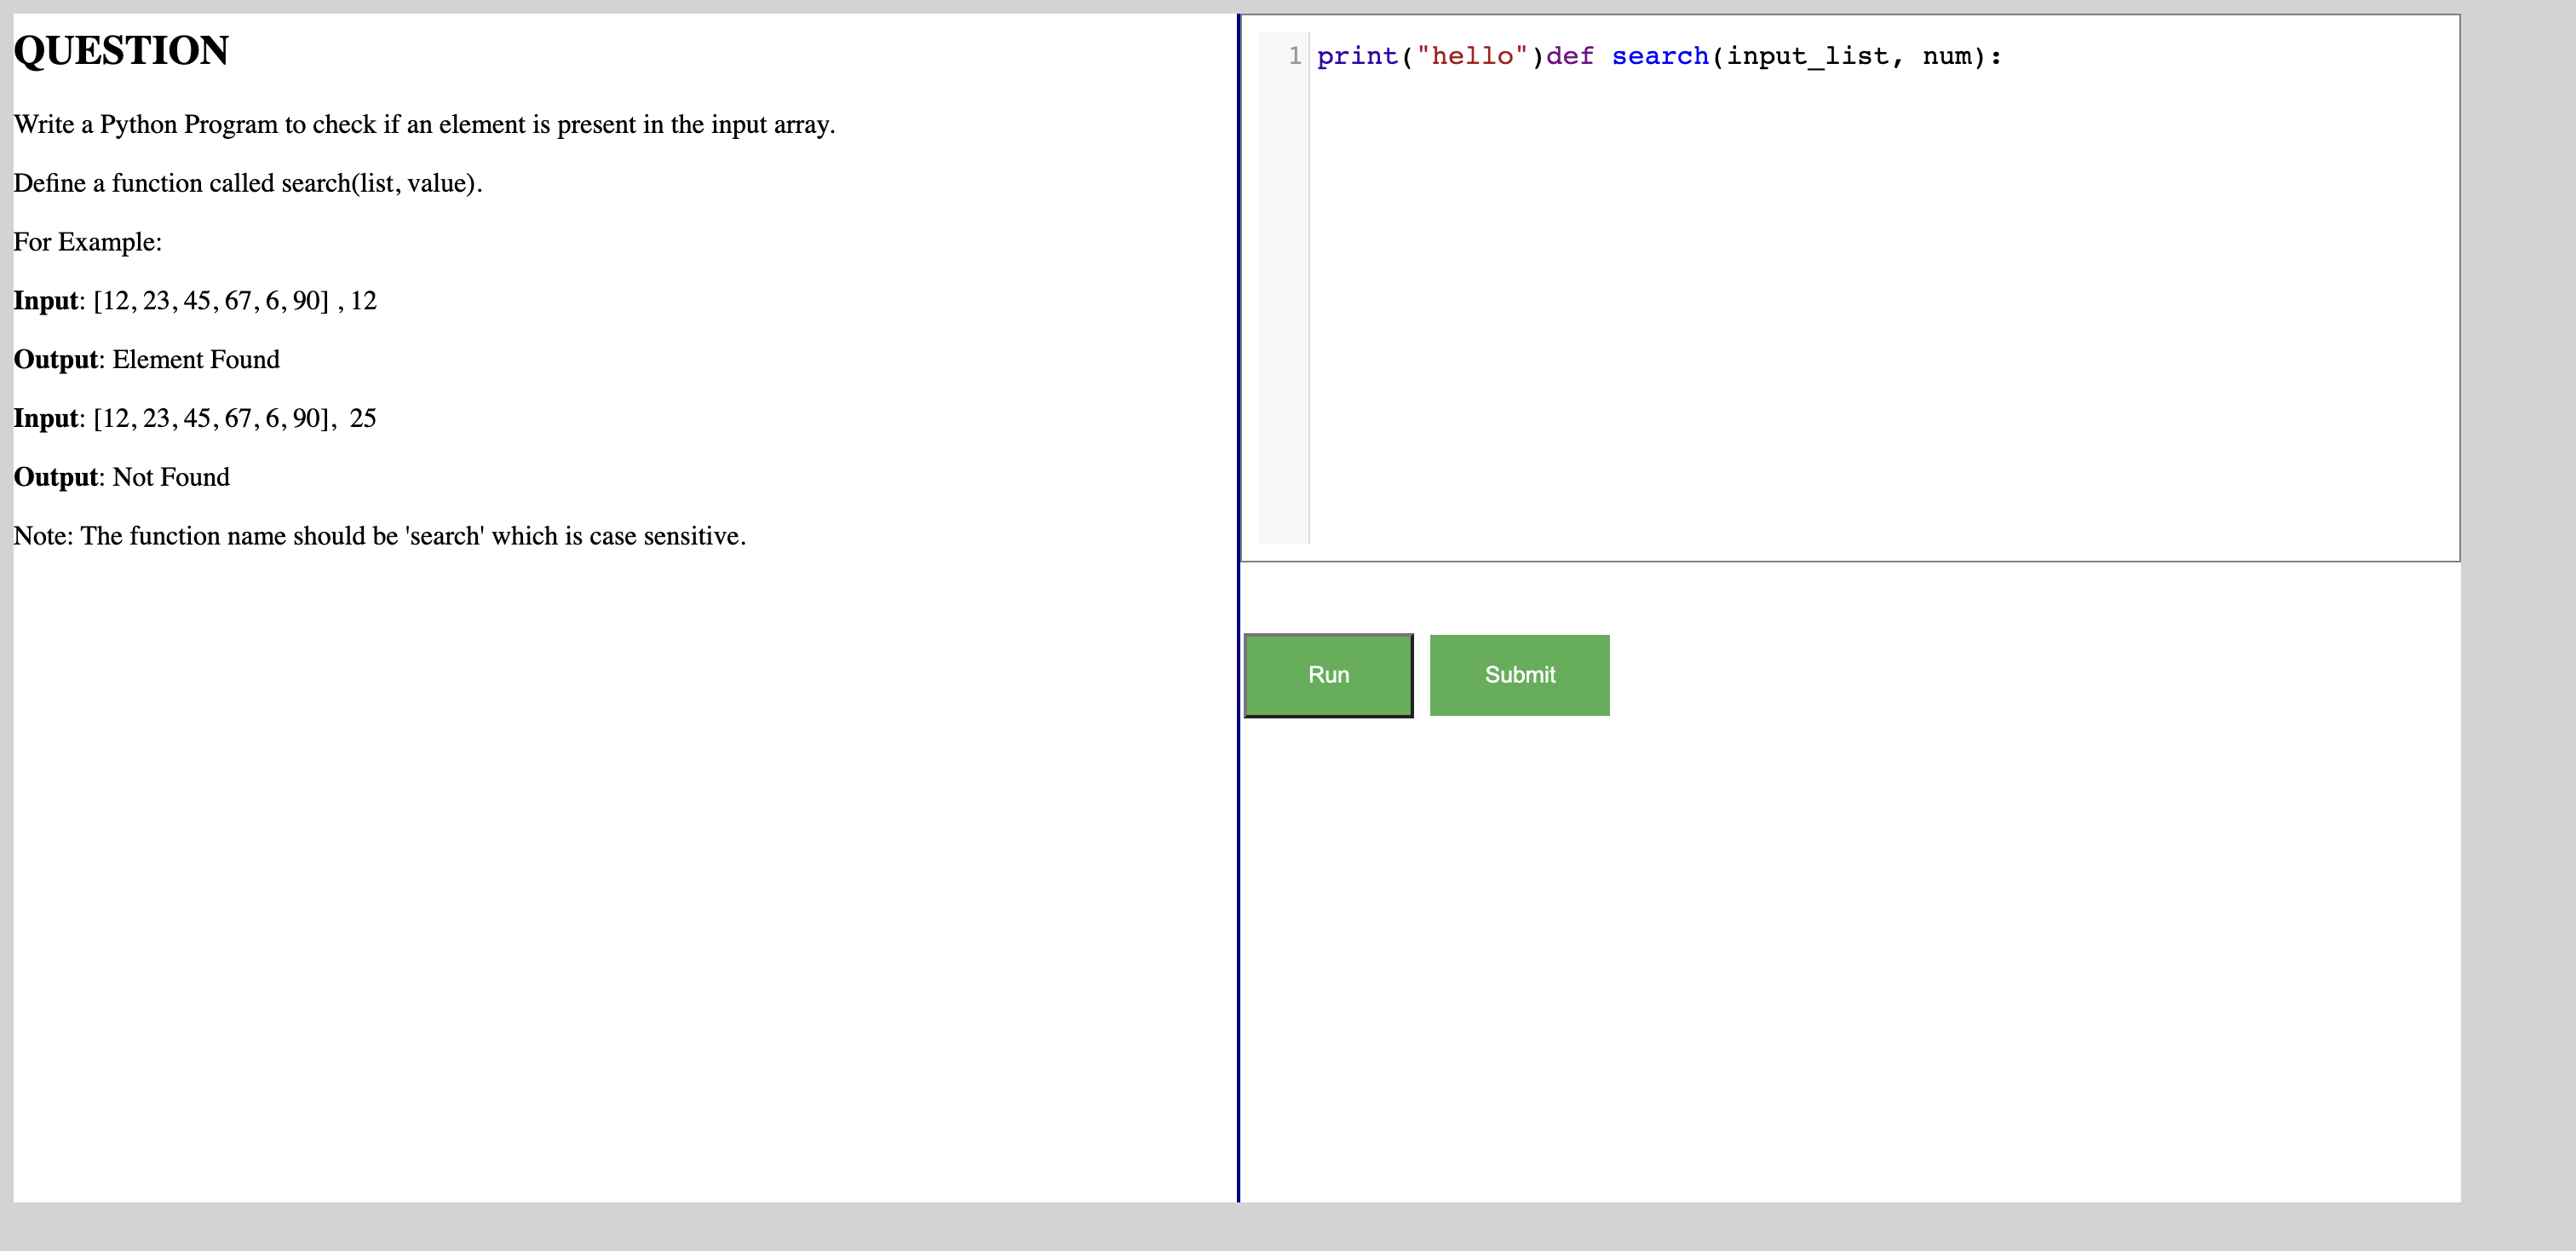 QUESTION
Write a Python Program to check if an element is present in the input array.
Define a function called search(list, value).
For Example:
Input: [12, 23, 45, 67, 6, 90] , 12
Output: Element Found
Input: [12, 23, 45, 67, 6, 90],  25
Output: Not Found
Note: The function name should be 'search' which is case sensitive.
1 print("hello")def search(input_list, num):
Run Submit